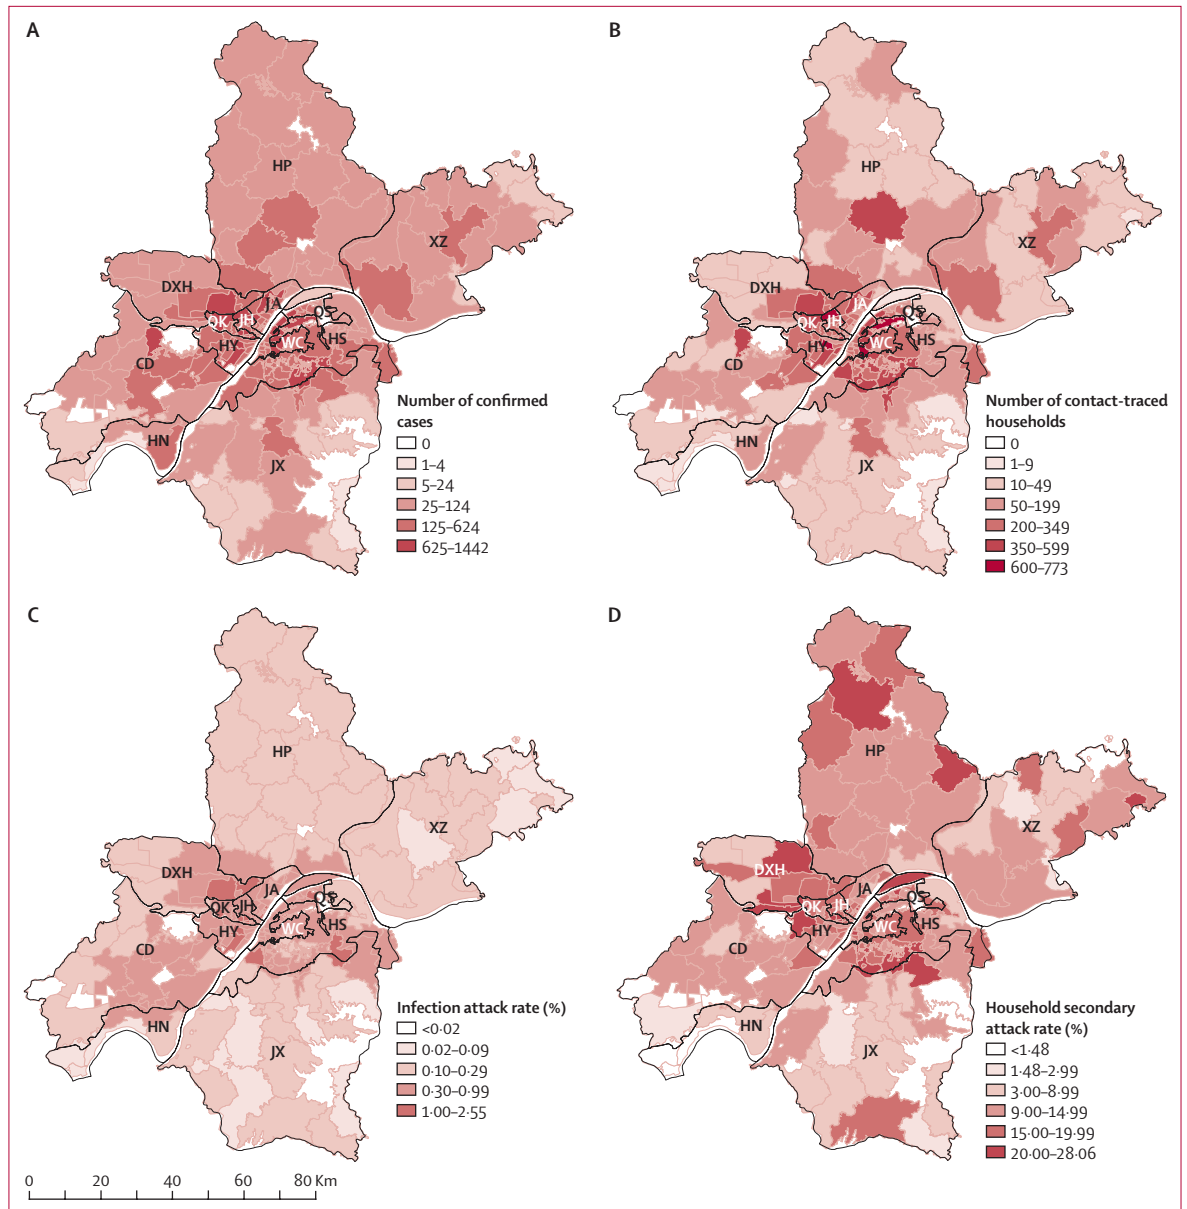 A
HP
XZ
DXH
JA
QK
JH
QS
HY
WC
HS
CD
HN
JX
Number of confirmed
cases
0
1–4
5–24
25–124
125–624
625–1442
B
HP
XZ
DXH
JA
QK
JH
QS
HY
WC
HS
CD
HN
JX
Number of contact-traced
households
0
1–9
10–49
50–199
200–349
350–599
600–773
C
HP
XZ
DXH
JA
QK
JH
QS
HY
WC
HS
CD
HN
JX
Infection attack rate (%)
<0·02
0·02–0·09
0·10–0·29
0·30–0·99
1·00–2·55
0 20 40 60 80 Km
D
HP
XZ
DXH
JA
QK
JH
QS
HY
WC
HS
CD
HN
JX
Household secondary
attack rate (%)
<1·48
1·48–2·99
3·00–8·99
9·00–14·99
15·00–19·99
20·00–28·06